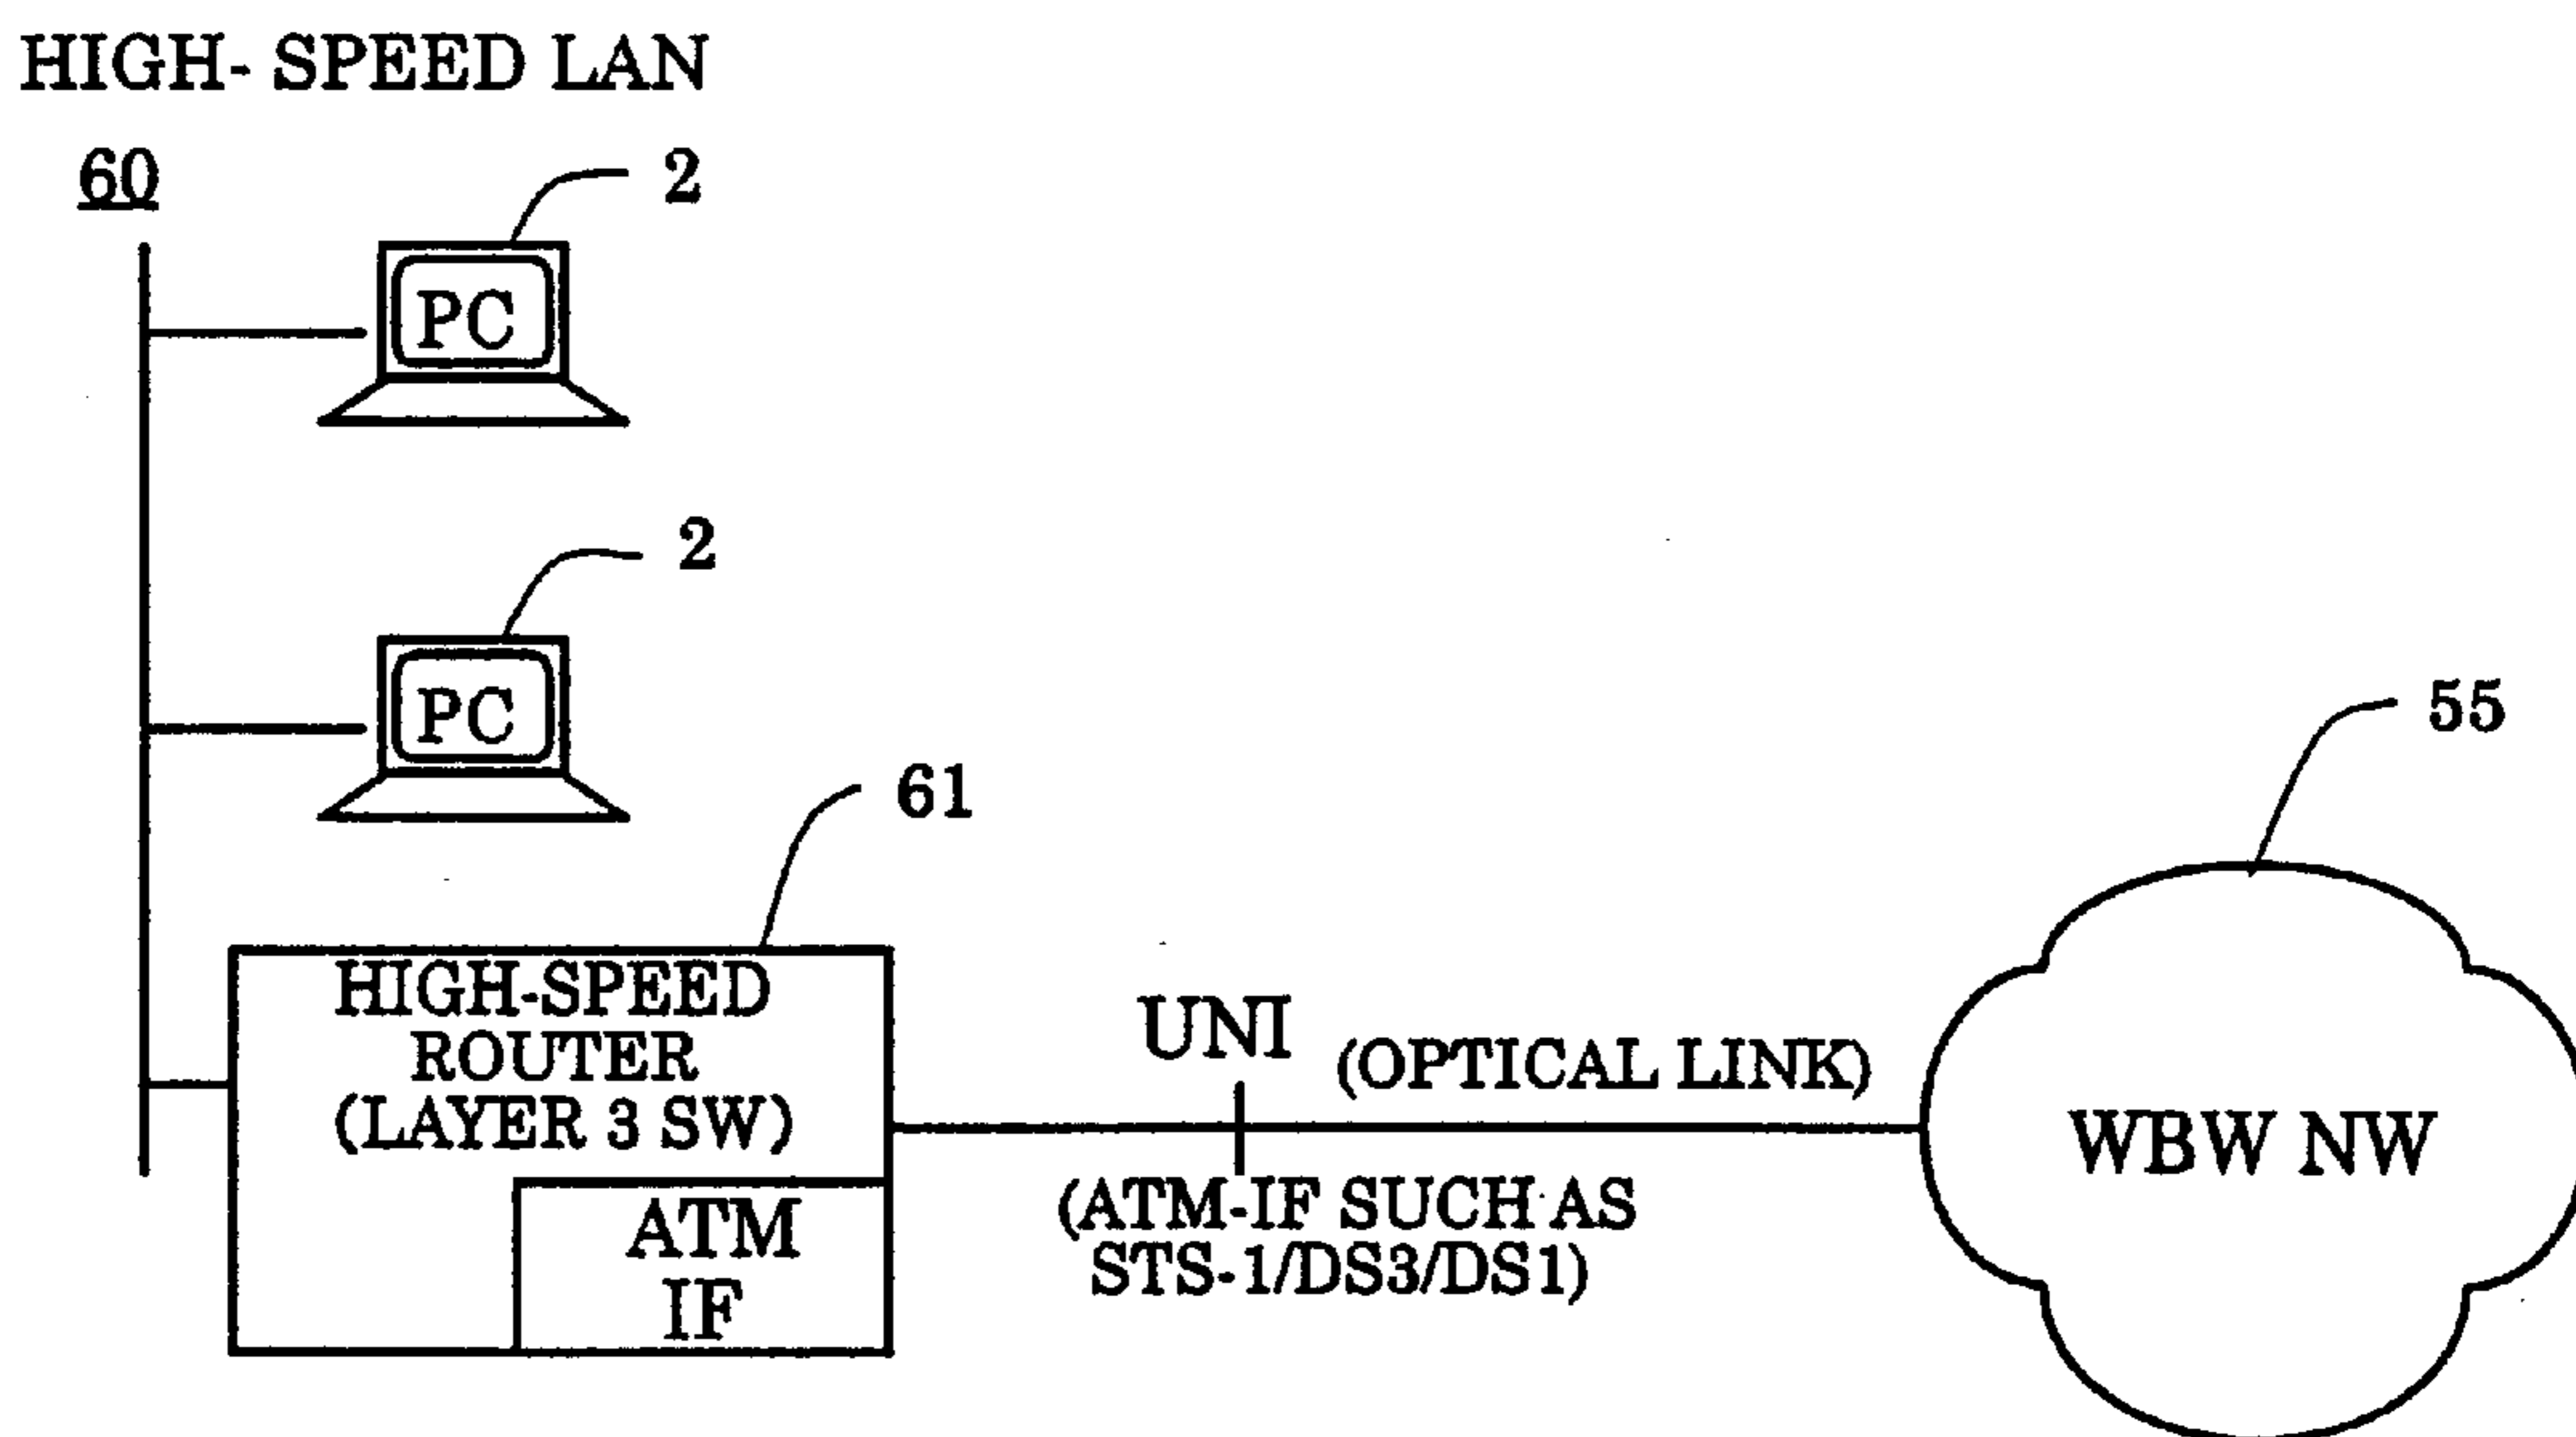 HIGH- SPEED LAN
60
2
PC
2
PC
61
HIGH-SPEED
ROUTER
(LAYER 3 SW)
ATM
IF
UNI
(OPTICAL LINK)
(ATM-IF SUCH AS
STS-1/DS3/DS1)
55
WBW NW